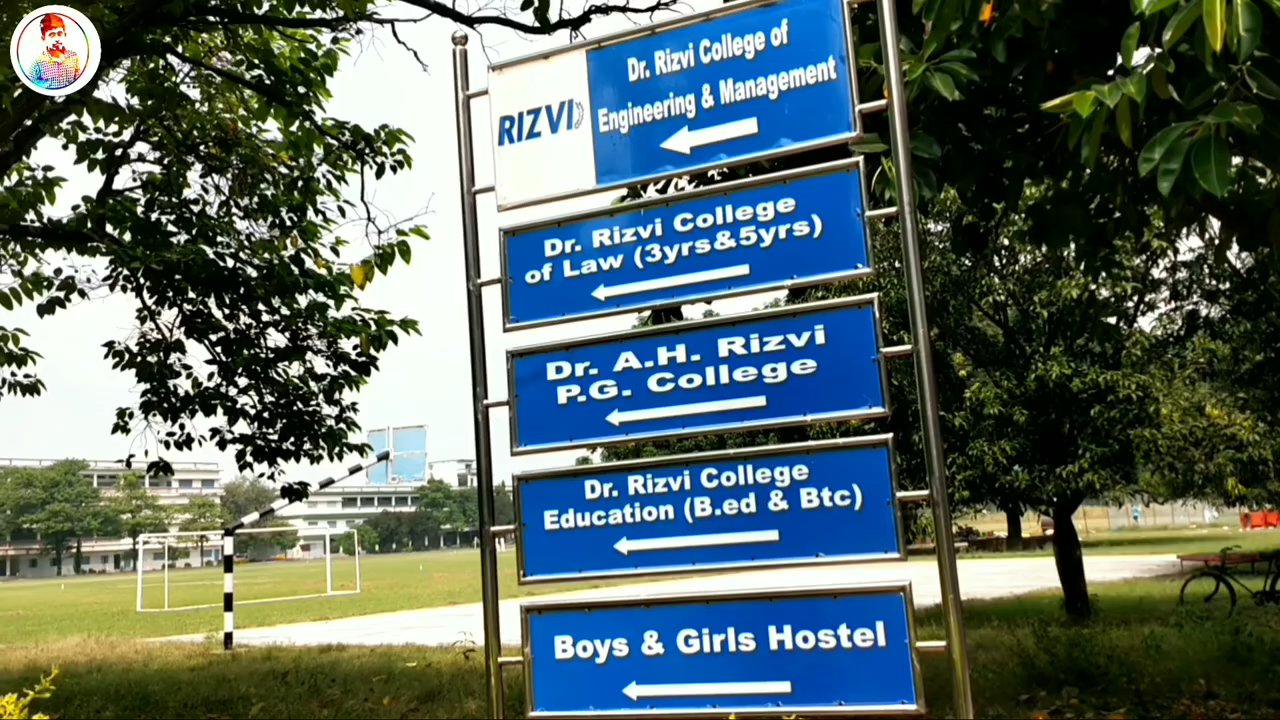 RIZVI
Dr. Rizvi College of
Engineering & Management
Dr. Rizvi College
of Law (3yrs&5yrs)
Dr. A.H. Rizvi
P.G. College
Dr. Rizvi College
Education (B.ed & Btc)
Boys & Girls Hostel